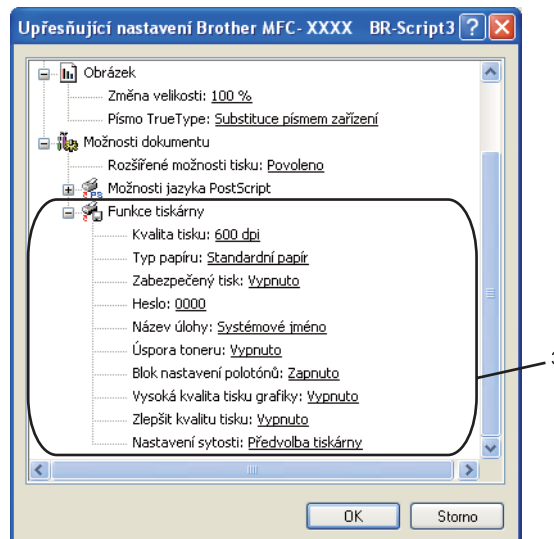 Upřesňující nastavení Brother MFC- XXXX BR-Script3
Obrázek
Změna velikosti: 100 %
Písmo TrueType: Substituce písmem zařízení
Možnosti dokumentu
Rozšířené možnosti tisku: Povoleno
Možnosti jazyka PostScript
Funkce tiskárny
Kvalita tisku: 600 dpi
Typ papíru: Standardní papír
Zabezpečený tisk: Vypnuto
Heslo: 0000
Název úlohy: Systémové jméno
Úspora toneru: Vypnuto
Blok nastavení polotónů: Zapnuto
Vysoká kvalita tisku grafiky: Vypnuto
Zlepšit kvalitu tisku: Vypnuto
Nastavení sytosti: Předvolba tiskárny
OK
Storno